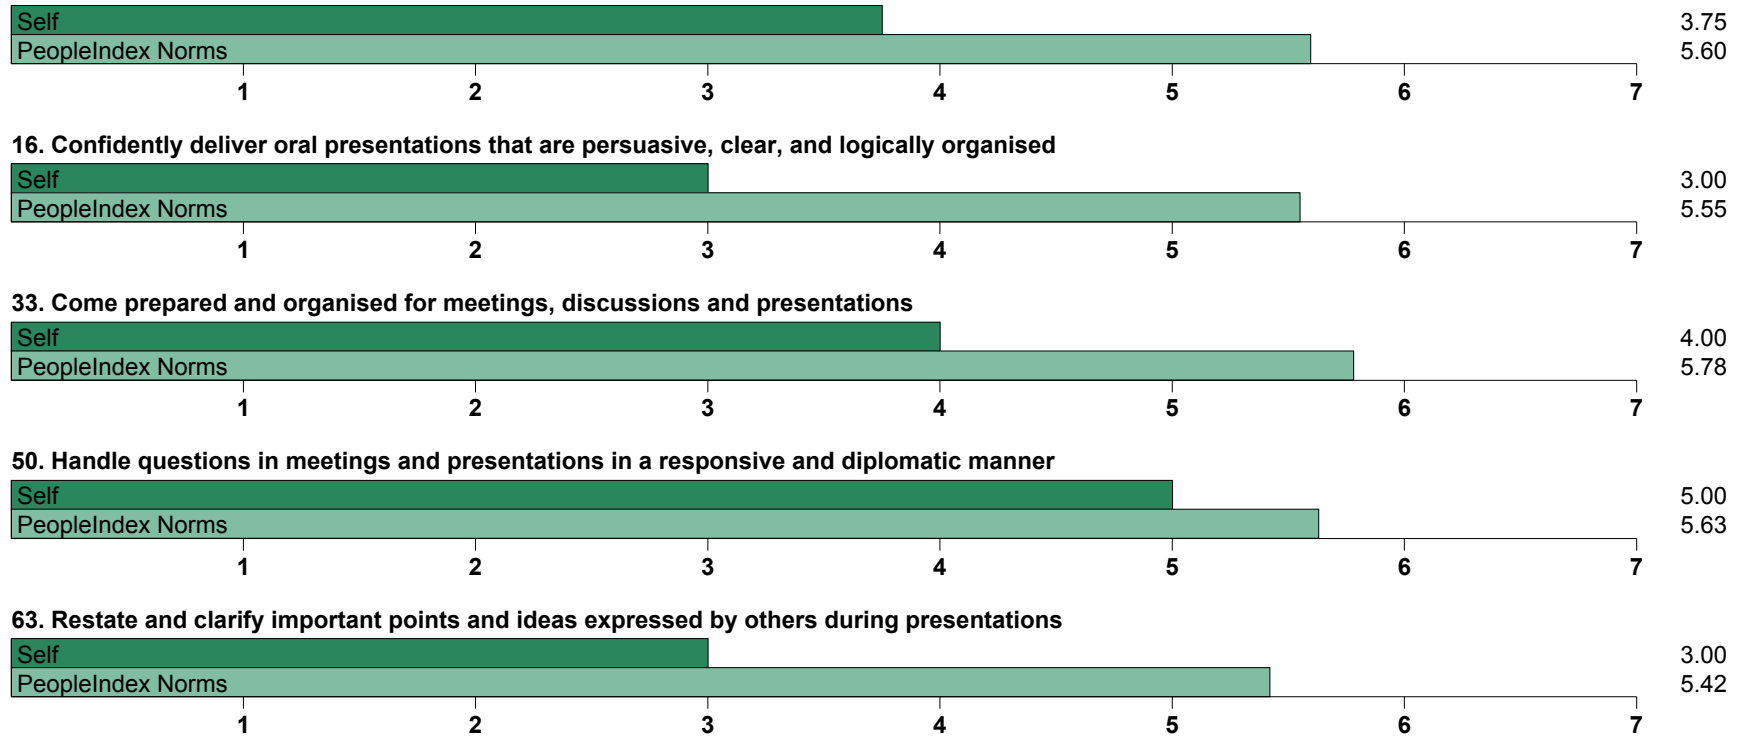 Self 3.75
PeopleIndex Norms 5.60
1 2 3 4 5 6 7
16. Confidently deliver oral presentations that are persuasive, clear, and logically organised
Self 3.00
PeopleIndex Norms 5.55
1 2 3 4 5 6 7
33. Come prepared and organised for meetings, discussions and presentations
Self 4.00
PeopleIndex Norms 5.78
1 2 3 4 5 6 7
50. Handle questions in meetings and presentations in a responsive and diplomatic manner
Self 5.00
PeopleIndex Norms 5.63
1 2 3 4 5 6 7
63. Restate and clarify important points and ideas expressed by others during presentations
Self 3.00
PeopleIndex Norms 5.42
1 2 3 4 5 6 7